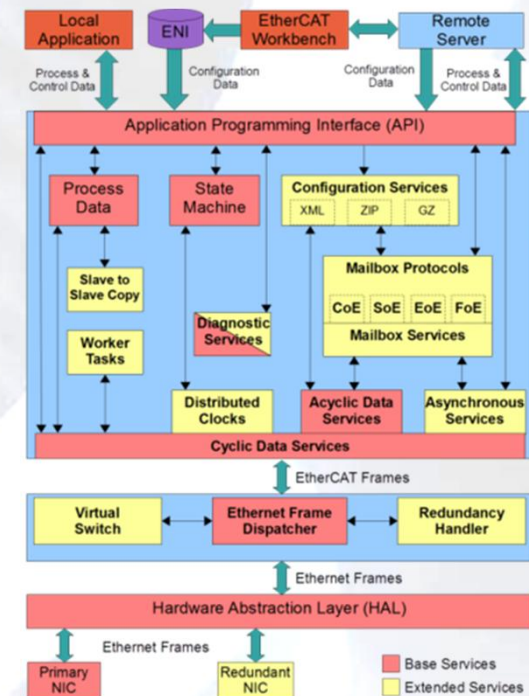 Local
Application
ENI
EtherCAT
Workbench
Remote
Server
Process &
Control Data
Configuration
Data
Configuration
Data
Process &
Control Data
Application Programming Interface (API)
Process
Data
State
Machine
Configuration Services
XML
ZIP
GZ
Slave to
Slave Copy
Mailbox Protocols
CoE
SoE
EoE
FoE
Mailbox Services
Diagnostic
Services
Worker
Tasks
Distributed
Clocks
Acyclic Data
Services
Asynchronous
Services
Cyclic Data Services
EtherCAT Frames
Virtual
Switch
Ethernet Frame
Dispatcher
Redundancy
Handler
Ethernet Frames
Hardware Abstraction Layer (HAL)
Ethernet Frames
Primary
NIC
Redundant
NIC
Base Services
Extended Services